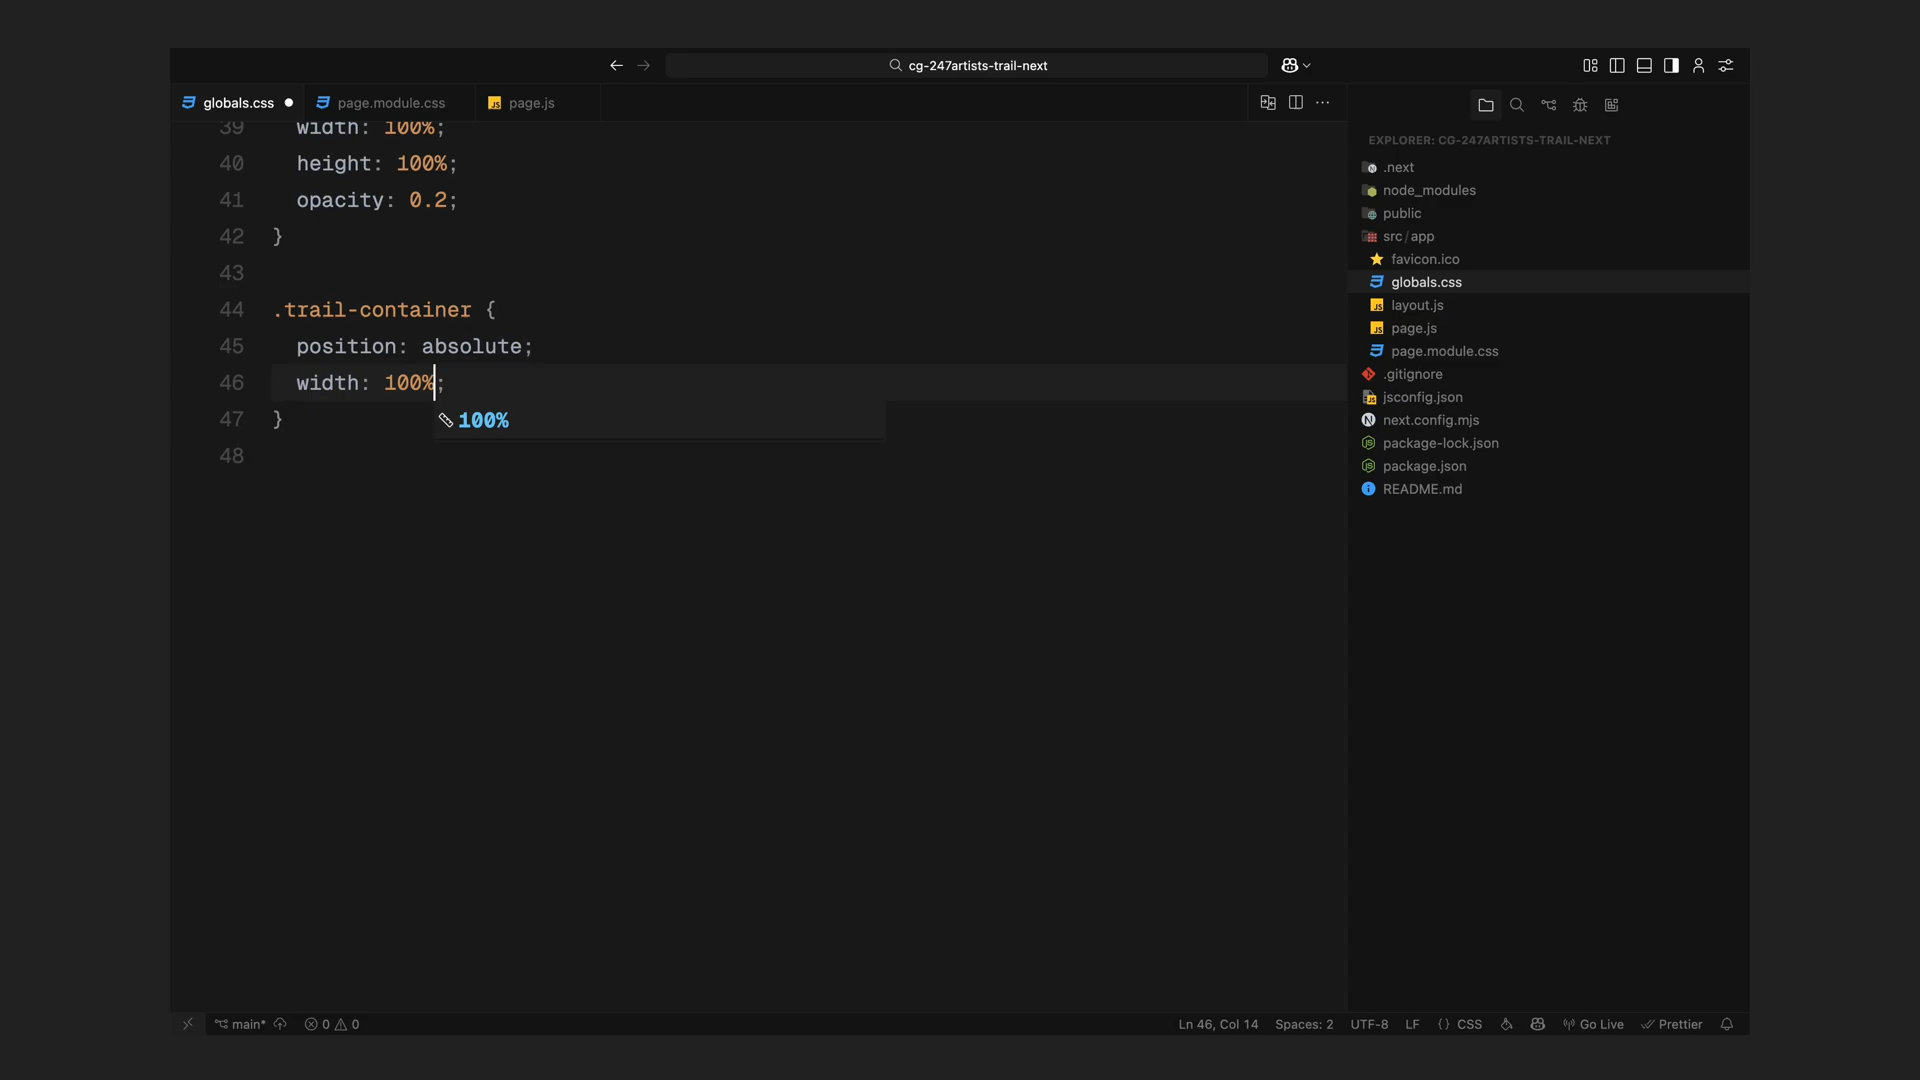 cg-247artists-trail-next
globals.css
page.module.css
page.js
39 width: 100%;
40 height: 100%;
41 opacity: 0.2;
42 }
43
44 .trail-container {
45 position: absolute;
46 width: 100%;
47 }
100%
48
EXPLORER: CG-247ARTISTS-TRAIL-NEXT
.next
node_modules
public
src/app
favicon.ico
globals.css
layout.js
page.js
page.module.css
.gitignore
jsconfig.json
next.config.mjs
package-lock.json
package.json
README.md
main* 0 0
Ln 46, Col 14 Spaces: 2 UTF-8 LF {} CSS Go Live Prettier